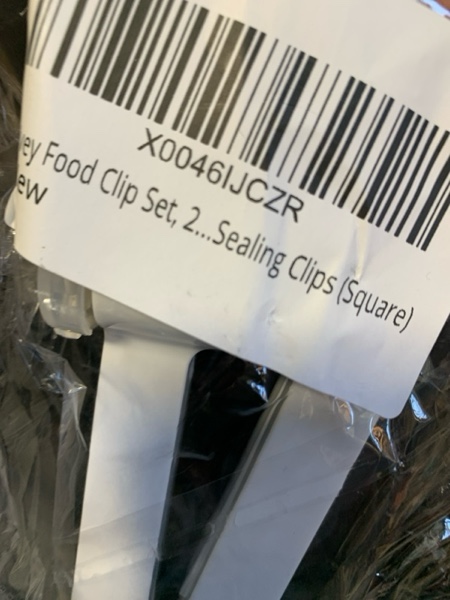 X0046IJCZR
ey Food Clip Set, 2...Sealing Clips (Square)
ew